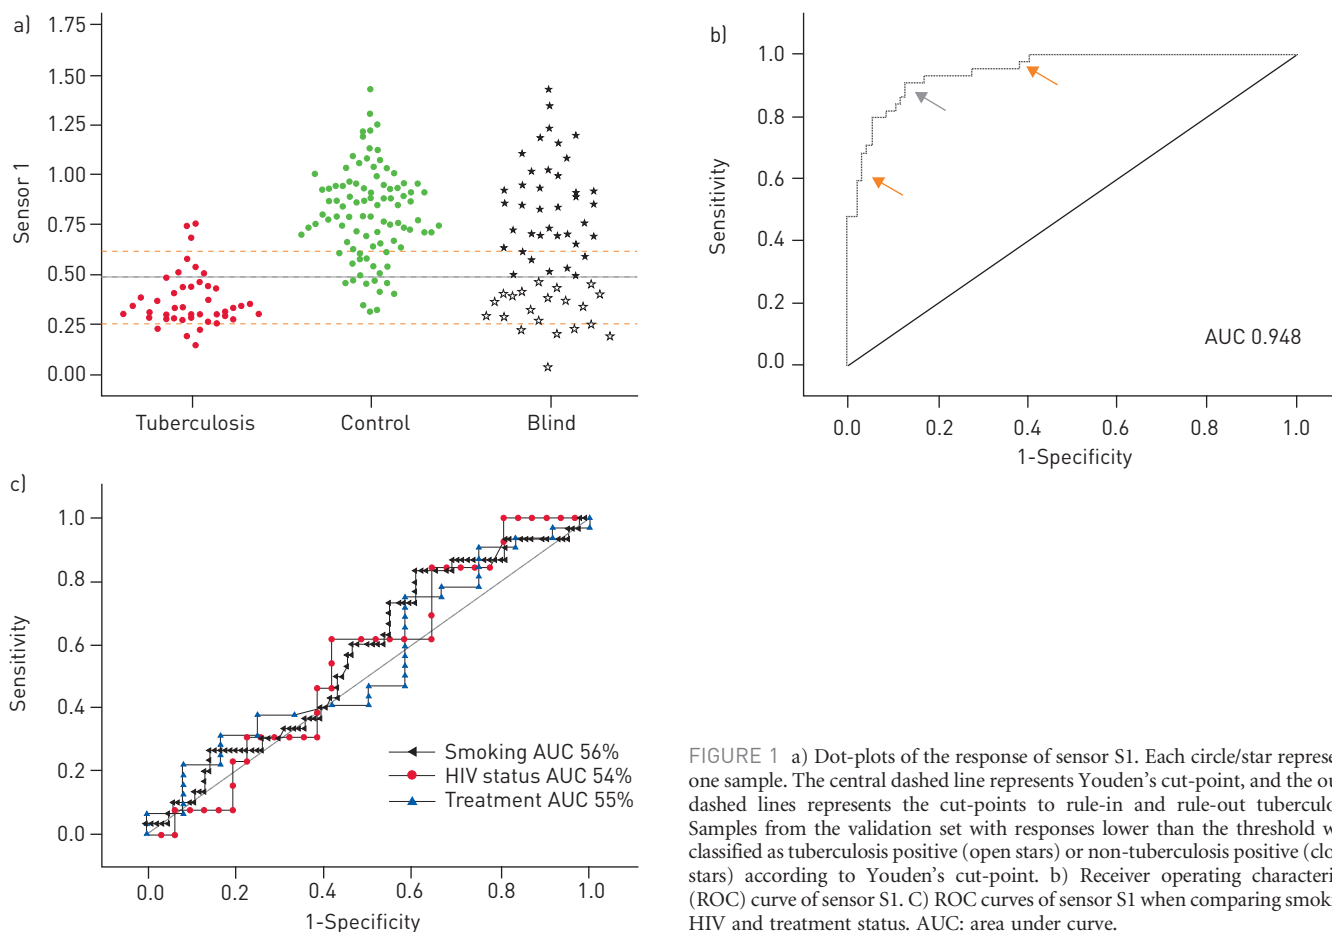 a)
1.75
1.50
1.25
1.00
0.75
0.50
0.25
0.00
Sensor 1
Tuberculosis Control Blind
b)
1.0
0.8
0.6
0.4
0.2
0.0
Sensitivity
AUC 0.948
0.0 0.2 0.4 0.6 0.8 1.0
1-Specificity
c)
1.0
0.8
0.6
0.4
0.2
0.0
Sensitivity
Smoking AUC 56%
HIV status AUC 54%
Treatment AUC 55%
0.0 0.2 0.4 0.6 0.8 1.0
1-Specificity
FIGURE 1 a) Dot-plots of the response of sensor S1. Each circle/star
one sample. The central dashed line represents Youden's cut-point, and the
dashed lines represents the cut-points to rule-in and rule-out
Samples from the validation set with responses lower than the threshold
classified as tuberculosis positive (open stars) or non-tuberculosis positive
stars) according to Youden's cut-point. b) Receiver operating
(ROC) curve of sensor S1. C) ROC curves of sensor S1 when comparing
HIV and treatment status. AUC: area under curve.